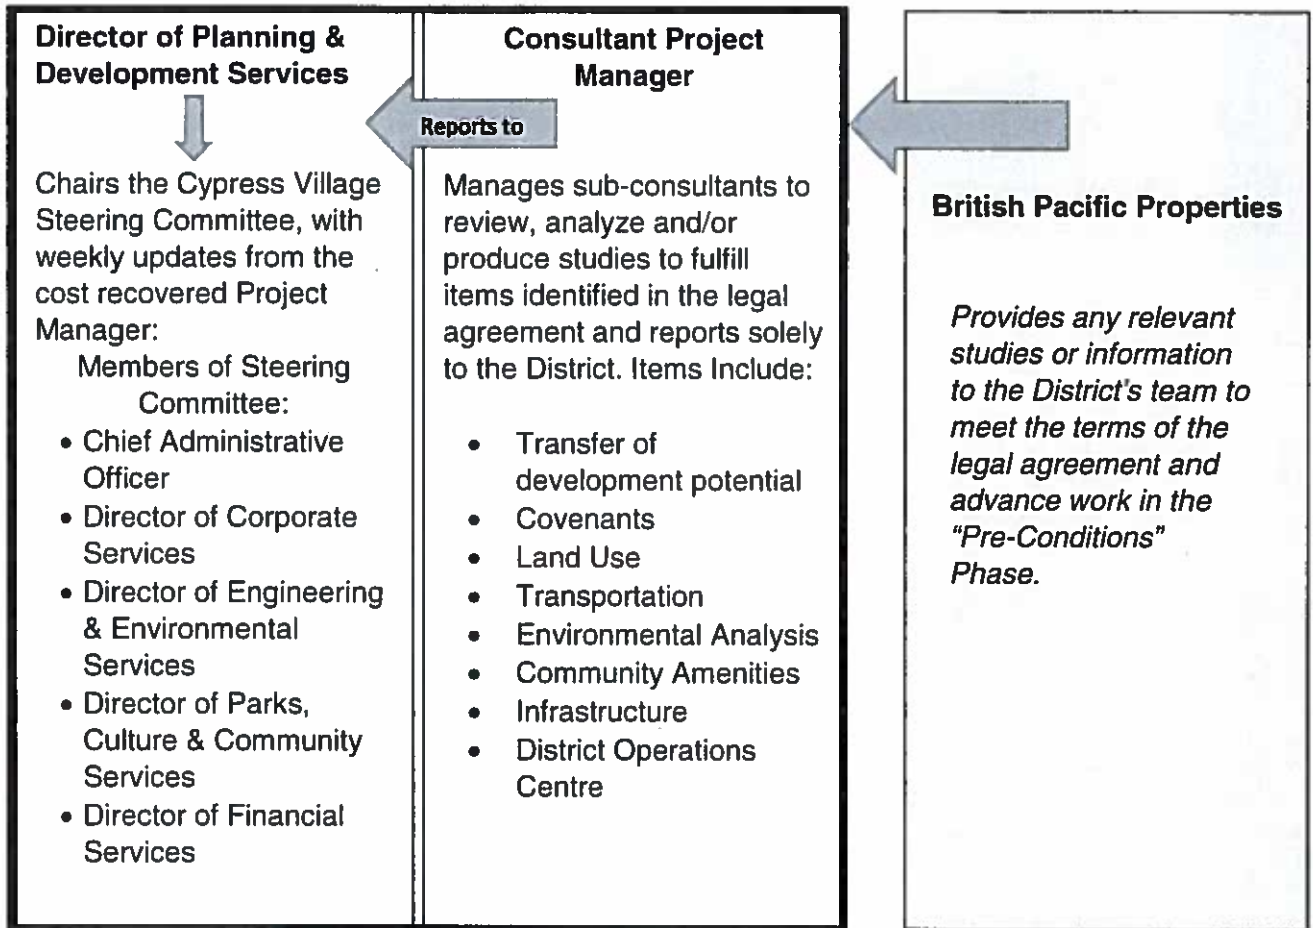 Director of Planning &
Development Services
Chairs the Cypress Village
Steering Committee, with
weekly updates from the
cost recovered Project
Manager:
Members of Steering
Committee:
• Chief Administrative
Officer
• Director of Corporate
Services
• Director of Engineering
& Environmental
Services
• Director of Parks,
Culture & Community
Services
• Director of Financial
Services
Reports to
Consultant Project
Manager
Manages sub-consultants to
review, analyze and/or
produce studies to fulfill
items identified in the legal
agreement and reports solely
to the District. Items Include:
• Transfer of
development potential
• Covenants
• Land Use
• Transportation
• Environmental Analysis
• Community Amenities
• Infrastructure
• District Operations
Centre
British Pacific Properties
Provides any relevant
studies or information
to the District's team to
meet the terms of the
legal agreement and
advance work in the
"Pre-Conditions"
Phase.